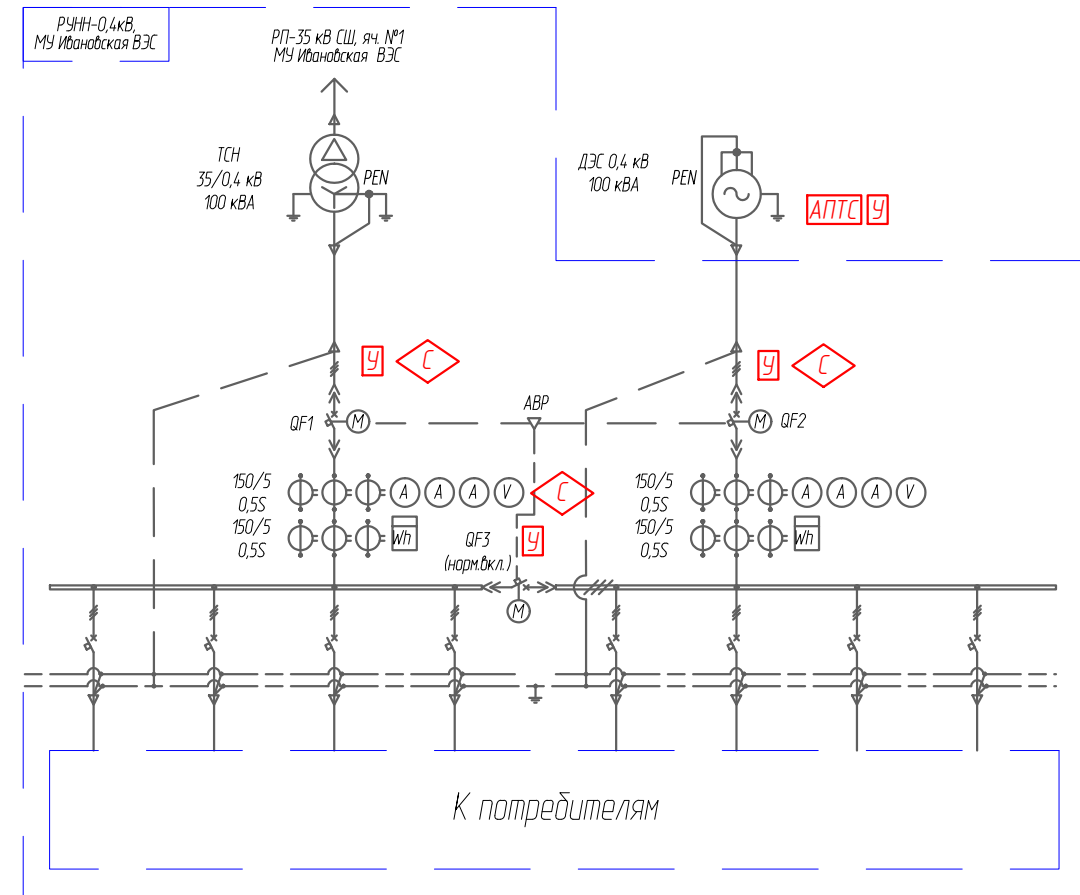 РУНН-0,4кВ,
МУ Ивановская ВЭС
РП-35 кВ СШ, яч. №1
МУ Ивановская ВЭС
ТСН
35/0,4 кВ
100 кВА
PEN
ДЭС 0,4 кВ
100 кВА
PEN
АПТС У
У С
У С
АВР
QF1 М
М QF2
150/5
0,5S
А А А V
С
150/5
0,5S
А А А V
150/5
0,5S
Wh
QF3
(норм.вкл.)
У
150/5
0,5S
Wh
М
К потребителям